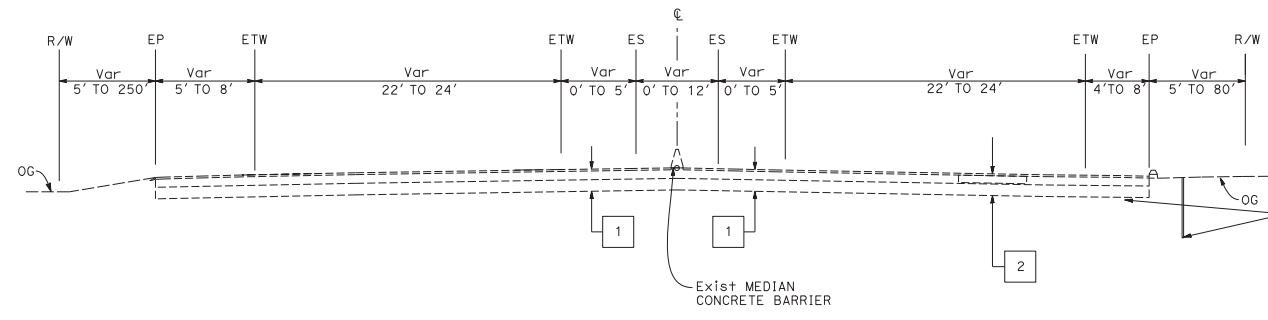 ℄
R/W EP ETW ETW ES ES ETW ETW EP R/W
Var Var Var Var Var Var Var Var Var
5' TO 250' 5' TO 8' 22' TO 24' 0' TO 5' 0' TO 12' 0' TO 5' 22' TO 24' 4'TO 8' 5' TO 80'
OG
OG
1 1
2
Exist MEDIAN
CONCRETE BARRIER